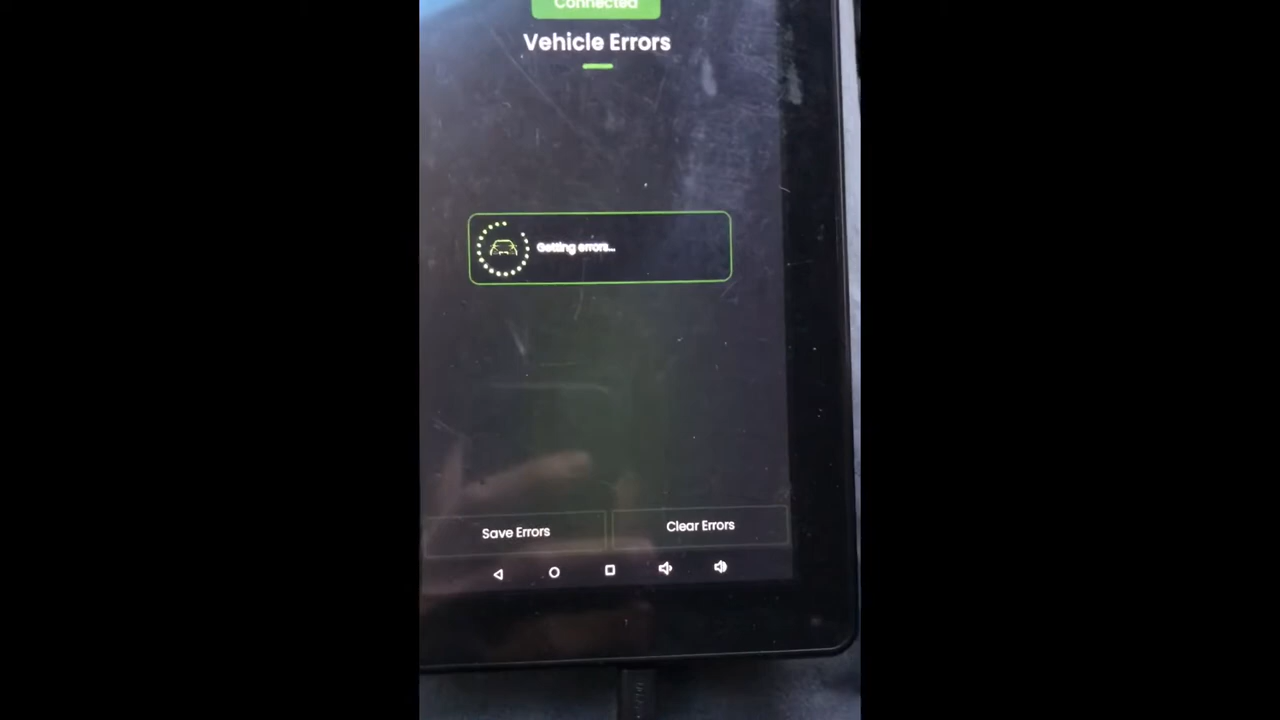 Connected
Vehicle Errors
Getting errors...
Save Errors
Clear Errors